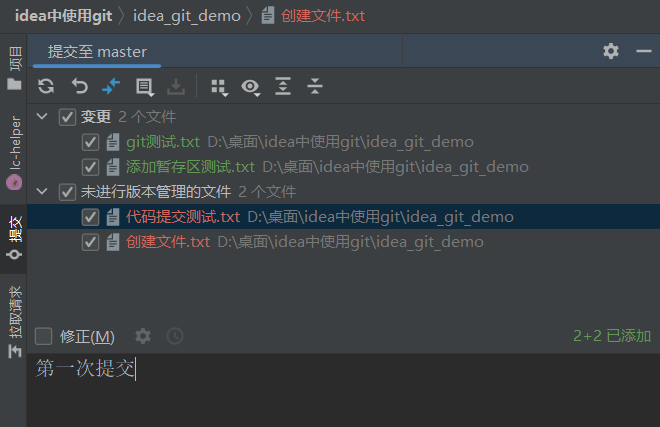 idea中使用git 〉 idea_git_demo 〉 创建文件.txt
项目
lc-helper
提交
拉取请求
提交至 master
变更 2 个文件
git测试.txt D:\桌面\idea中使用git\idea_git_demo
添加暂存区测试.txt D:\桌面\idea中使用git\idea_git_demo
未进行版本管理的文件 2 个文件
代码提交测试.txt D:\桌面\idea中使用git\idea_git_demo
创建文件.txt D:\桌面\idea中使用git\idea_git_demo
修正(M) 2+2 已添加
第一次提交